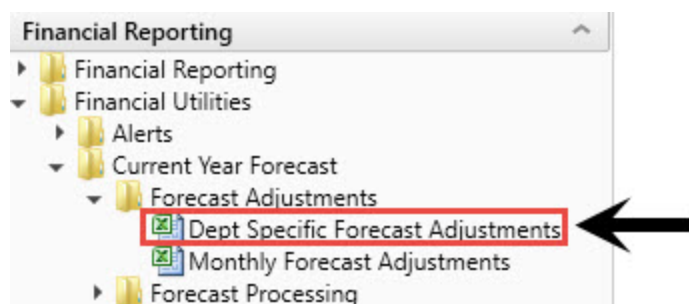 Financial Reporting
Financial Reporting
Financial Utilities
Alerts
Current Year Forecast
Forecast Adjustments
Dept Specific Forecast Adjustments
Monthly Forecast Adjustments
Forecast Processing